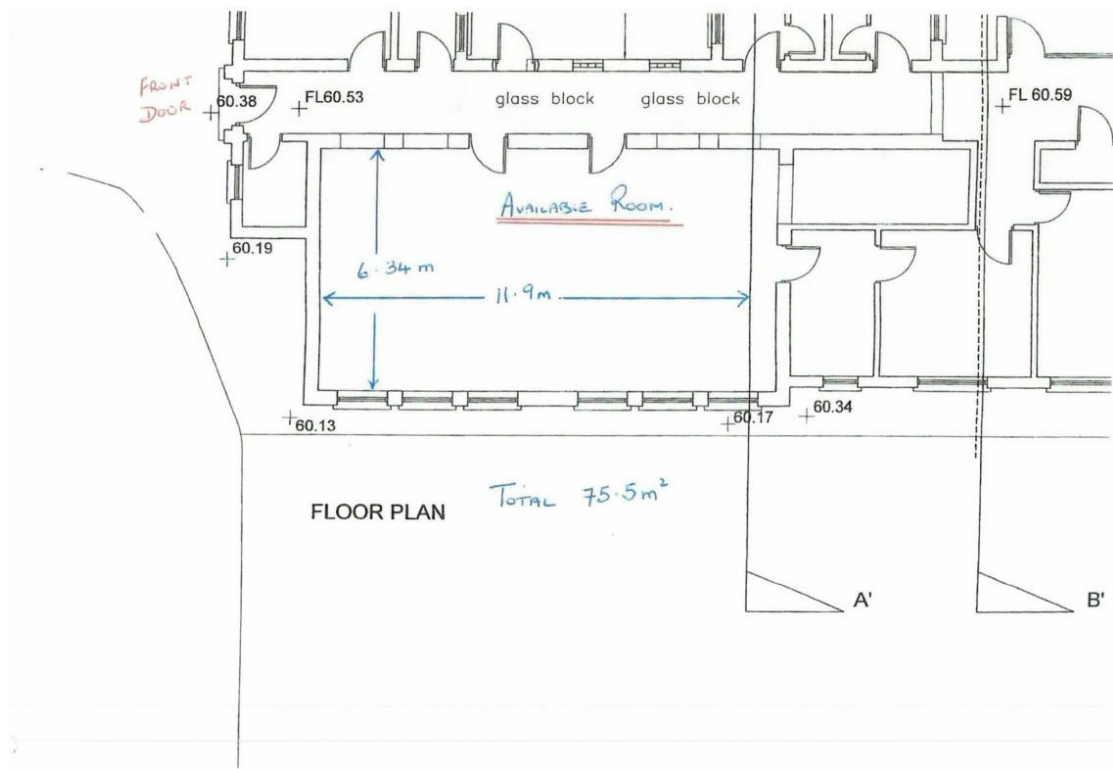 FRONT
DOOR
60.38
FL60.53
glass block
glass block
FL 60.59
AVAILABLE ROOM.
60.19
6.34 m
11.9m
60.13
60.17
60.34
TOTAL 75.5m²
FLOOR PLAN
A'
B'